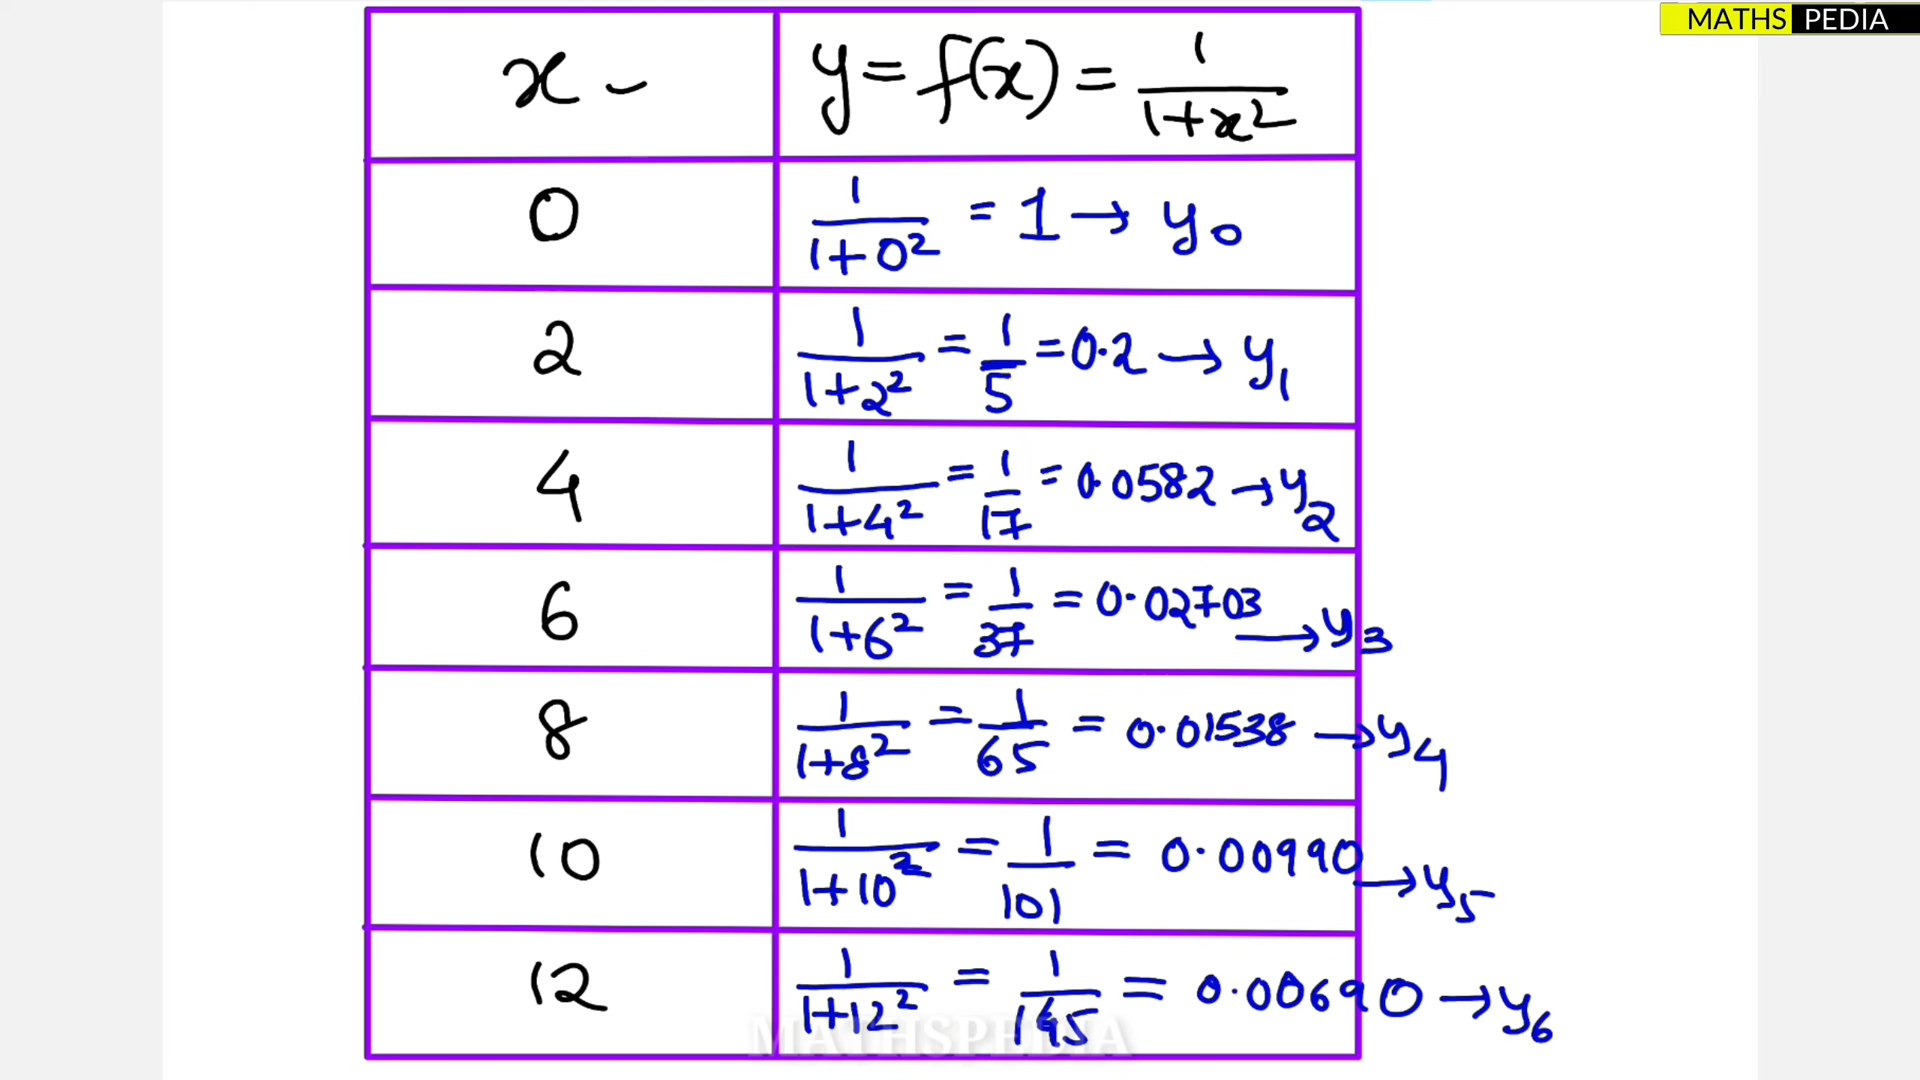 MATHS PEDIA
x – y = f(x) = 1/(1+x²)
0 1/(1+0²) = 1 → y₀
2 1/(1+2²) = 1/5 = 0.2 → y₁
4 1/(1+4²) = 1/17 = 0.0582 → y₂
6 1/(1+6²) = 1/37 = 0.02703 → y₃
8 1/(1+8²) = 1/65 = 0.01538 → y₄
10 1/(1+10²) = 1/101 = 0.00990 → y₅
12 1/(1+12²) = 1/145 = 0.00690 → y₆
MATHSPEDIA